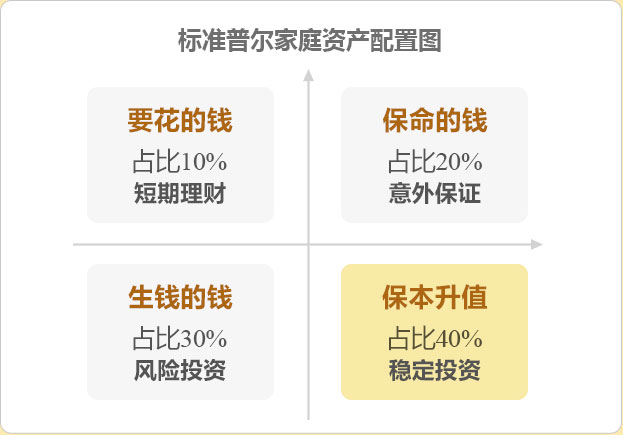 标准普尔家庭资产配置图
要花的钱
占比10%
短期理财
保命的钱
占比20%
意外保证
生钱的钱
占比30%
风险投资
保本升值
占比40%
稳定投资